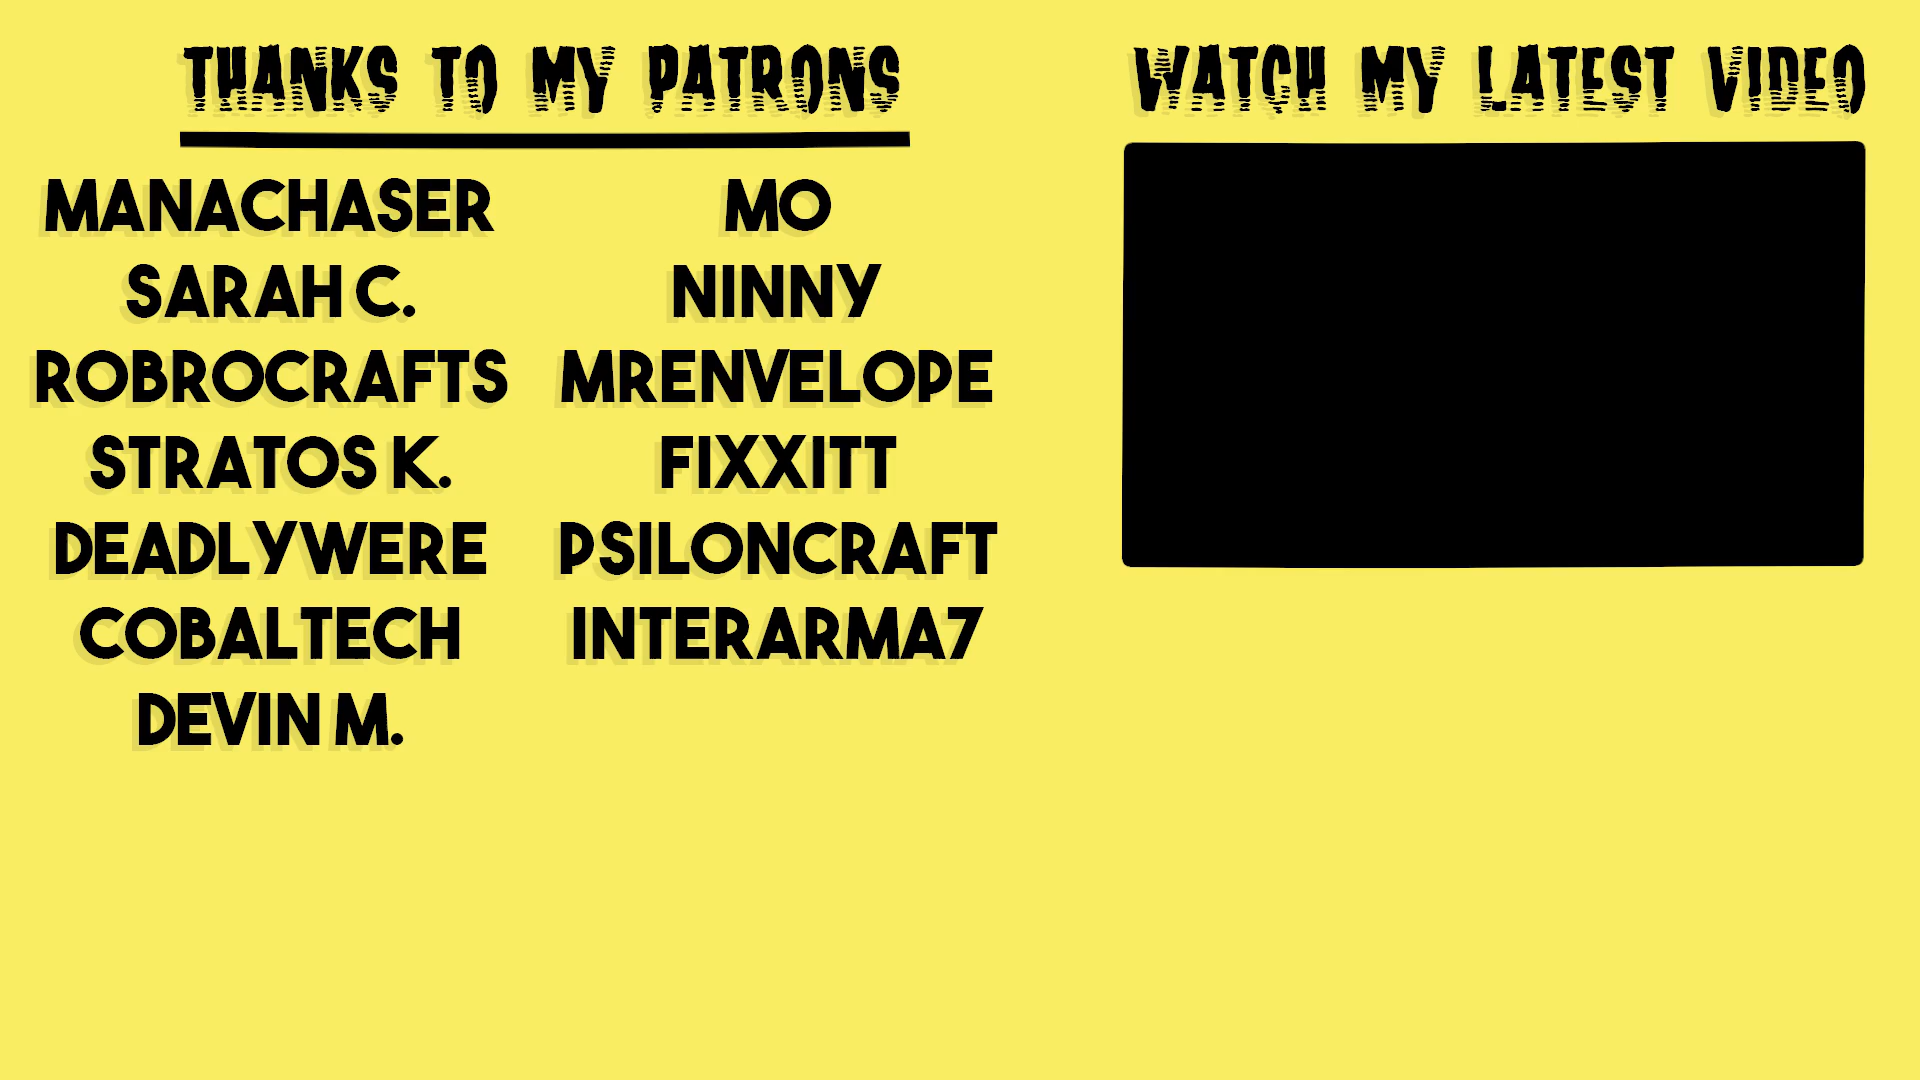 THANKS TO MY PATRONS
MANACHASER
SARAH C.
ROBROCRAFTS
STRATOS K.
DEADLYWERE
COBALTECH
DEVIN M.
MO
NINNY
MRENVELOPE
FIXXITT
PSILONCRAFT
INTERARMA7
WATCH MY LATEST VIDEO